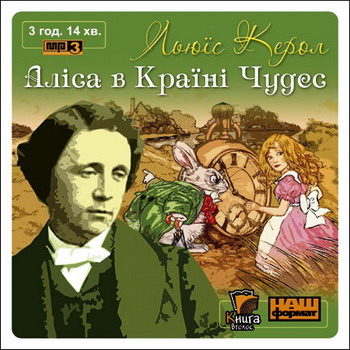 3 год. 14 хв.
mp3
Льюїс Керол
Аліса в Країні Чудес
Книга
вголос
НАШ
формат